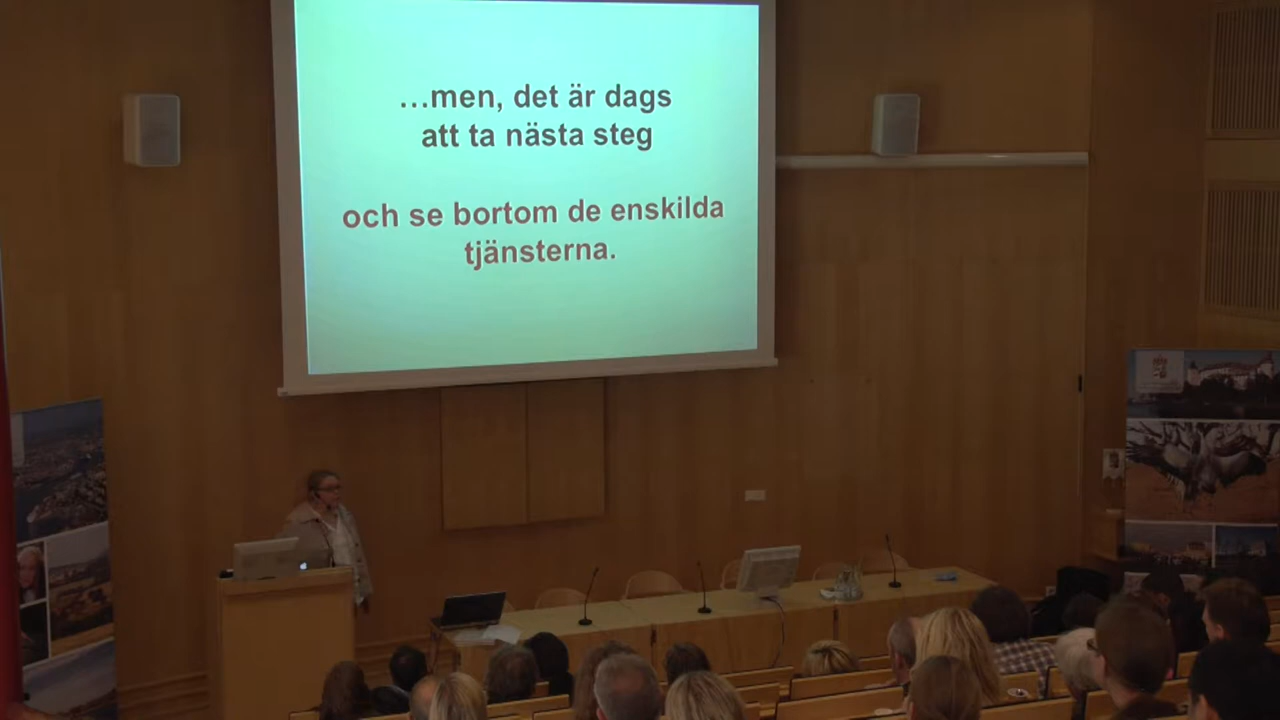 …men, det är dags
att ta nästa steg
och se bortom de enskilda
tjänsterna.